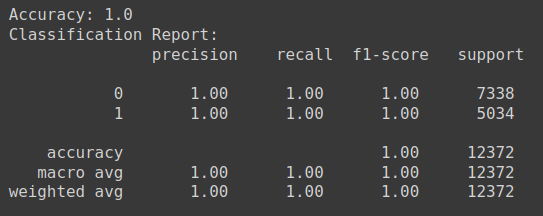 Accuracy: 1.0
Classification Report:
precision recall f1-score support
0 1.00 1.00 1.00 7338
1 1.00 1.00 1.00 5034
accuracy 1.00 12372
macro avg 1.00 1.00 1.00 12372
weighted avg 1.00 1.00 1.00 12372